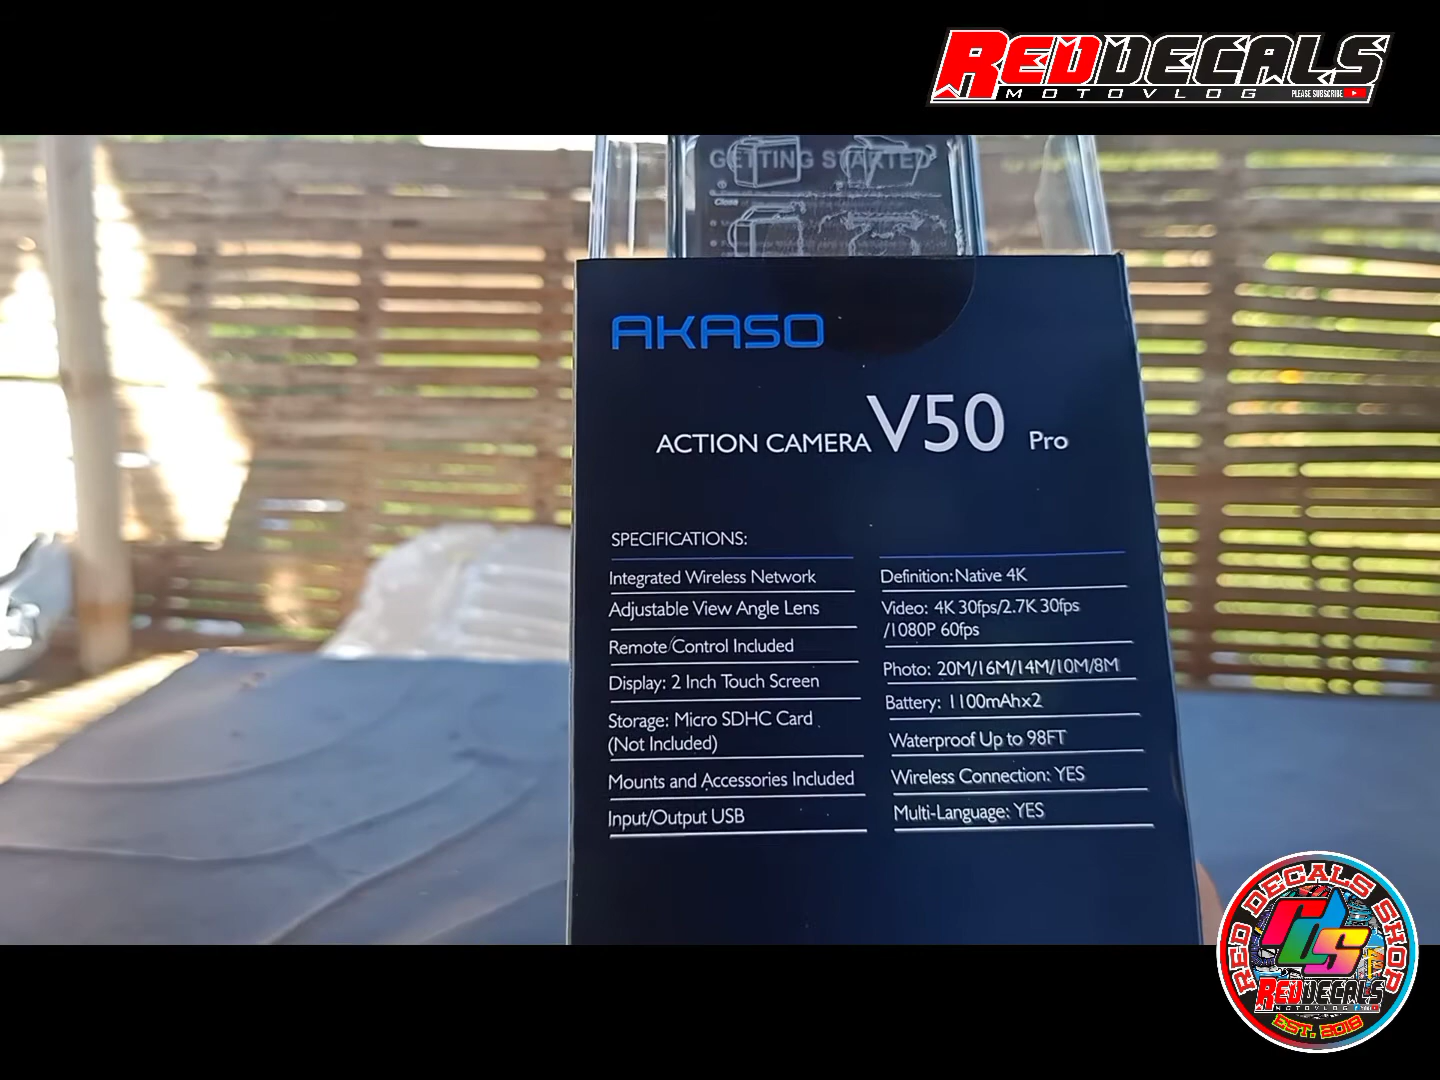 REDDECALS
MOTOVLOG PLEASE SUBSCRIBE
GETTING STARTED
Close
AKASO
ACTION CAMERA V50 Pro
SPECIFICATIONS:
Integrated Wireless Network
Adjustable View Angle Lens
Remote Control Included
Display: 2 Inch Touch Screen
Storage: Micro SDHC Card
(Not Included)
Mounts and Accessories Included
Input/Output USB
Definition: Native 4K
Video: 4K 30fps/2.7K 30fps
/1080P 60fps
Photo: 20M/16M/14M/10M/8M
Battery: 1100mAhx2
Waterproof Up to 98FT
Wireless Connection: YES
Multi-Language: YES
RED DECALS SHOP
REDDECALS
MOTOVLOG
EST. 2018